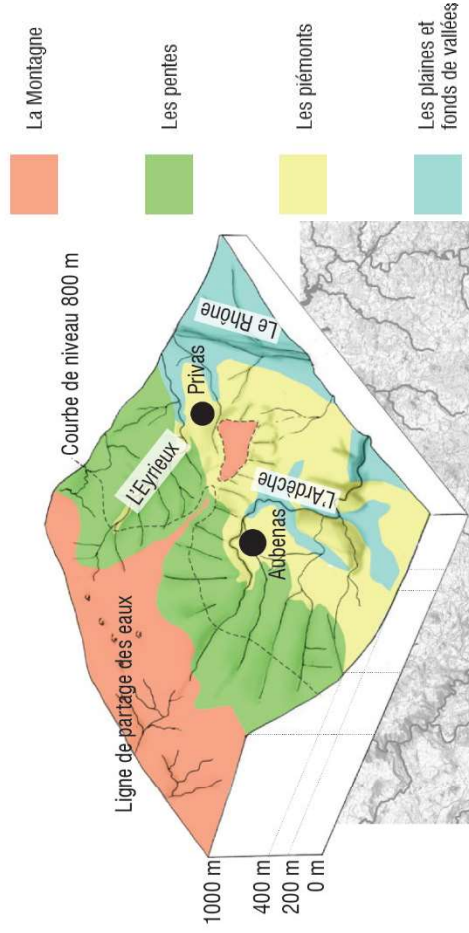 Courbe de niveau 800 m
Ligne de partage des eaux
L'Eyrieux
Privas
Le Rhône
Aubenas
L'Ardèche
1000 m
400 m
200 m
0 m
La Montagne
Les pentes
Les piémonts
Les plaines et
fonds de vallées